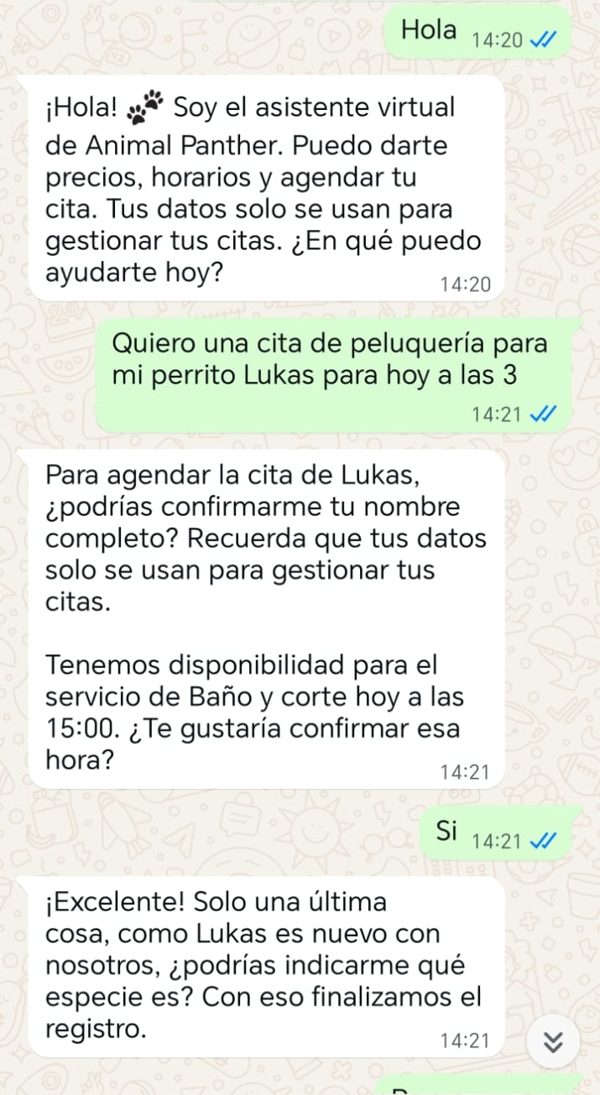 Hola 14:20
¡Hola! 🐾 Soy el asistente virtual
de Animal Panther. Puedo darte
precios, horarios y agendar tu
cita. Tus datos solo se usan para
gestionar tus citas. ¿En qué puedo
ayudarte hoy?
14:20
Quiero una cita de peluquería para
mi perrito Lukas para hoy a las 3
14:21
Para agendar la cita de Lukas,
¿podrías confirmarme tu nombre
completo? Recuerda que tus datos
solo se usan para gestionar tus
citas.
Tenemos disponibilidad para el
servicio de Baño y corte hoy a las
15:00. ¿Te gustaría confirmar esa
hora?
14:21
Si 14:21
¡Excelente! Solo una última
cosa, como Lukas es nuevo con
nosotros, ¿podrías indicarme qué
especie es? Con eso finalizamos el
registro.
14:21